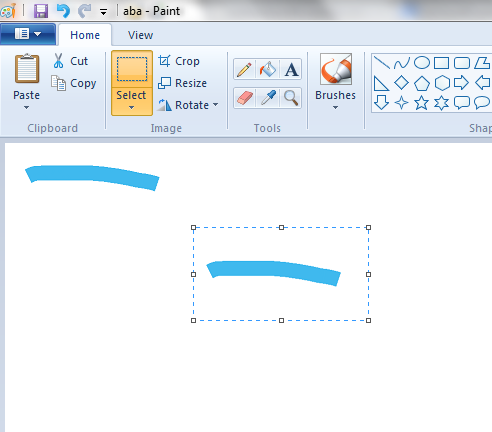 aba - Paint
Home View
Paste
Cut
Copy
Clipboard
Select
Crop
Resize
Rotate
Image
A
Tools
Brushes
Shap